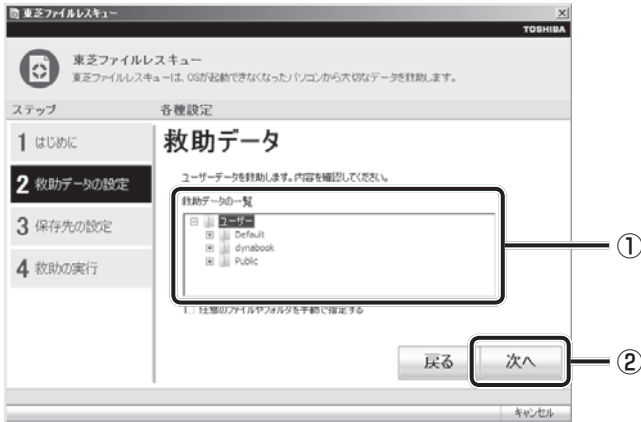 東芝ファイルレスキュー
TOSHIBA
東芝ファイルレスキュー
東芝ファイルレスキューは、OSが起動できなくなったパソコンから大切なデータを救助します。
ステップ
各種設定
1 はじめに
2 救助データの設定
3 保存先の設定
4 救助の実行
救助データ
ユーザーデータを救助します。内容を確認してください。
救助データの一覧
ユーザー
Default
dynabook
Public
①
任意のファイルやフォルダを手動で指定する
戻る
次へ
②
キャンセル